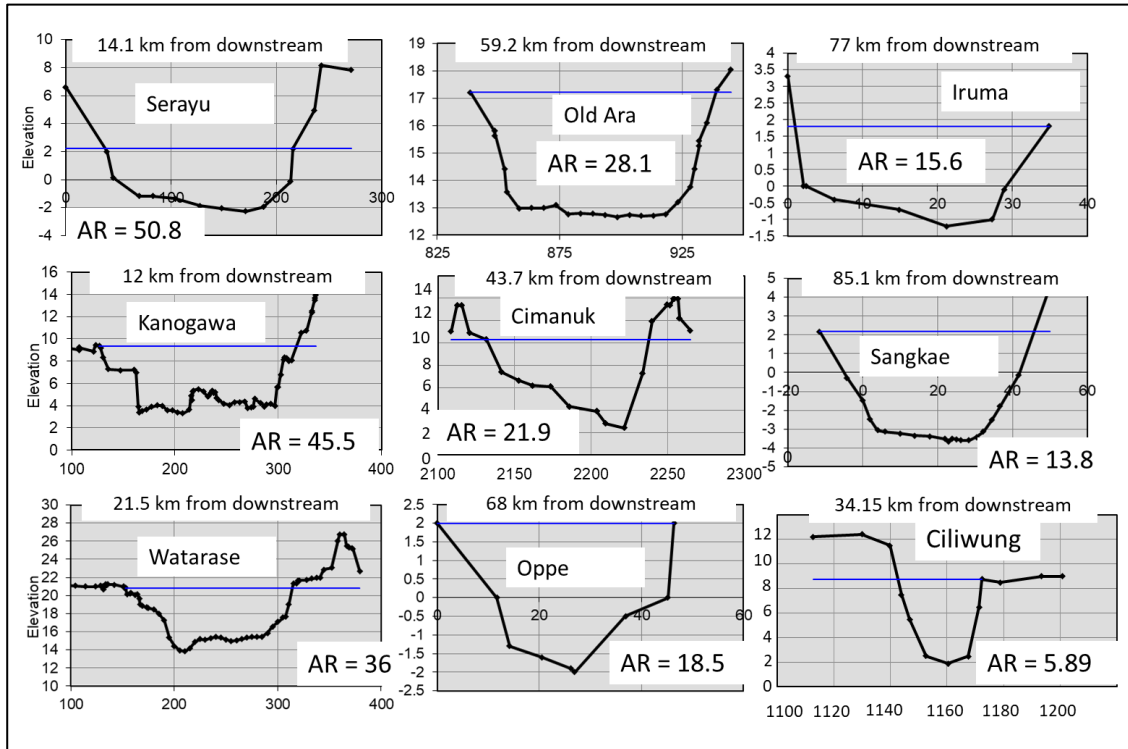 14.1 km from downstream
10
8
6
4
2
0
-2
-4
Elevation
Serayu
0 100 200 300
AR = 50.8
59.2 km from downstream
19
18
17
16
15
14
13
12
Old Ara
AR = 28.1
825 875 925
77 km from downstream
4
3.5
3
2.5
2
1.5
1
0.5
0
-0.5
-1
-1.5
Iruma
AR = 15.6
0 20 40
12 km from downstream
16
14
12
10
8
6
4
2
0
Elevation
Kanogawa
AR = 45.5
100 200 300 400
43.7 km from downstream
14
12
10
8
6
4
2
0
Cimanuk
AR = 21.9
2100 2150 2200 2250 2300
85.1 km from downstream
5
4
3
2
1
0
-1
-2
-3
-4
-5
Sangkae
-20 0 20 40 60
AR = 13.8
21.5 km from downstream
28
26
24
22
20
18
16
14
12
10
Elevation
Watarase
AR = 36
100 200 300 400
68 km from downstream
2.5
2
1.5
1
0.5
0
-0.5
-1
-1.5
-2
-2.5
Oppe
0 20 40 60
AR = 18.5
34.15 km from downstream
12
10
8
6
4
2
0
Ciliwung
AR = 5.89
1100 1120 1140 1160 1180 1200